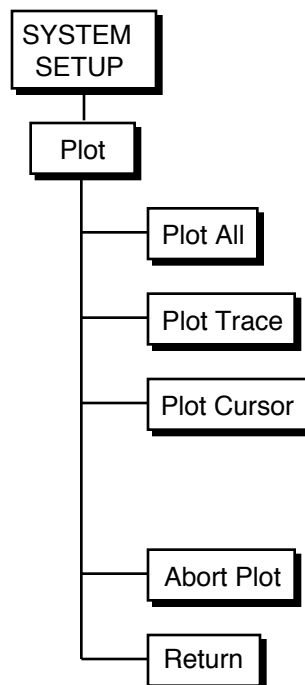 SYSTEM
SETUP
Plot
Plot All
Plot Trace
Plot Cursor
Abort Plot
Return